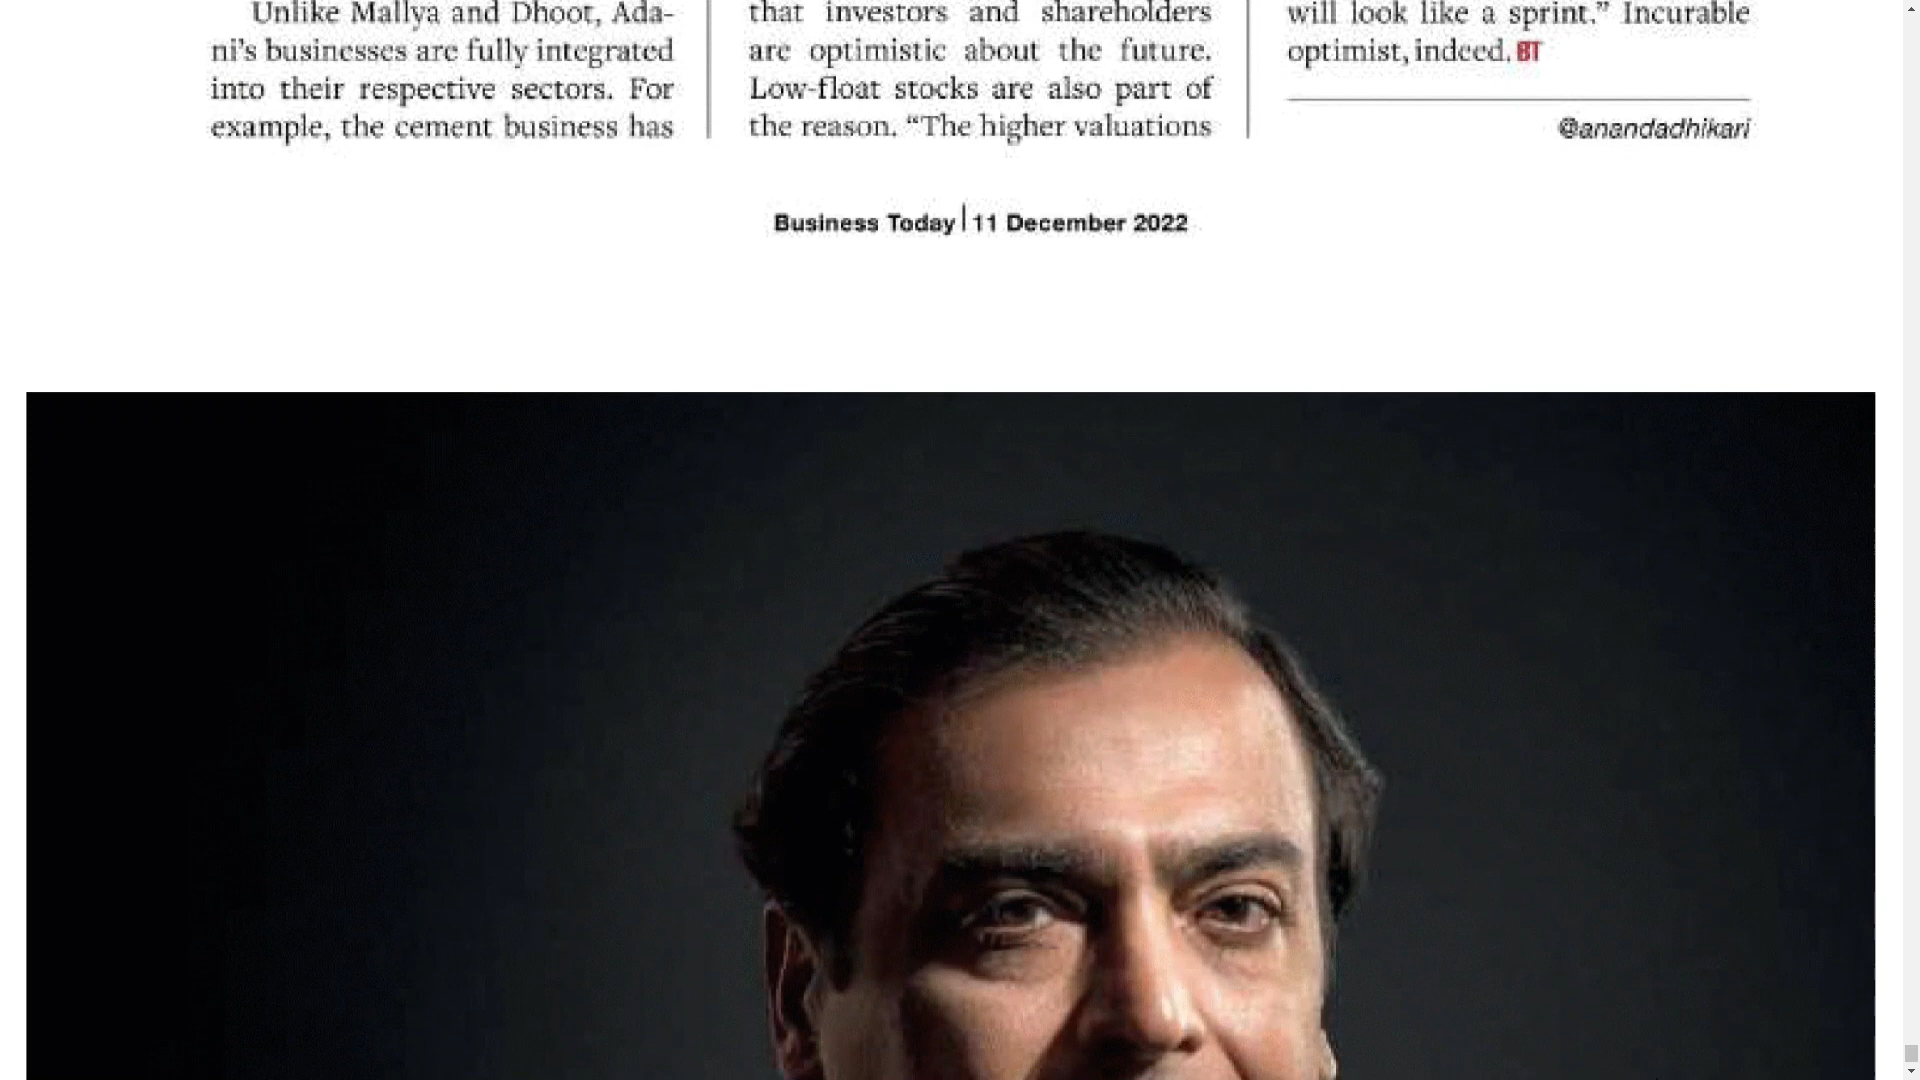 Unlike Mallya and Dhoot, Ada-
ni’s businesses are fully integrated
into their respective sectors. For
example, the cement business has
that investors and shareholders
are optimistic about the future.
Low-float stocks are also part of
the reason. “The higher valuations
will look like a sprint.” Incurable
optimist, indeed. BT
@anandadhikari
Business Today | 11 December 2022